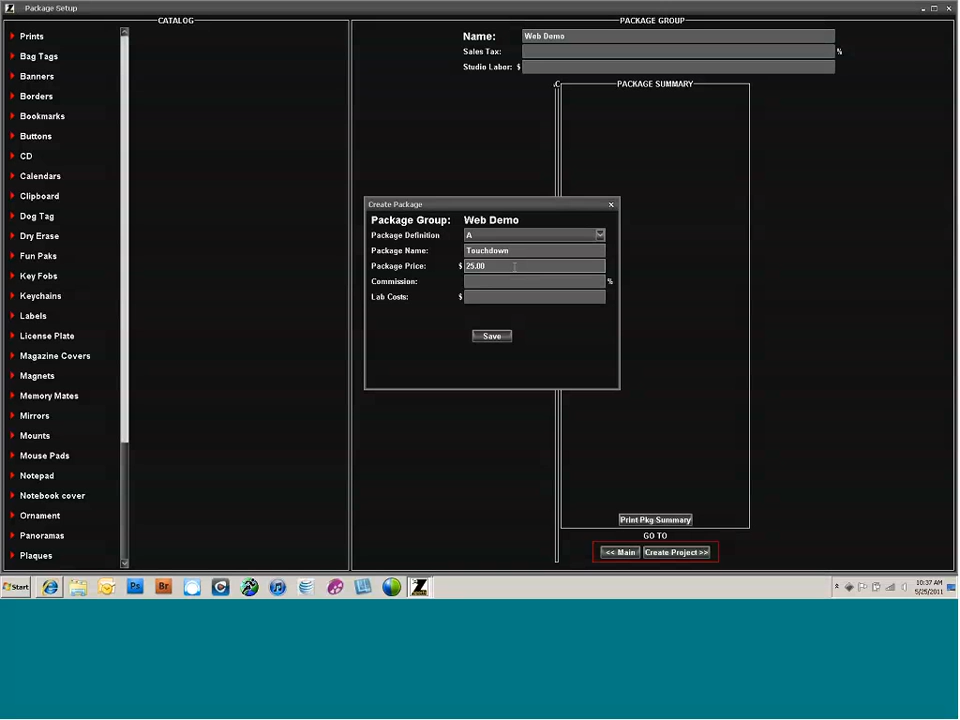 Package Setup
CATALOG
Prints
Bag Tags
Banners
Borders
Bookmarks
Buttons
CD
Calendars
Clipboard
Dog Tag
Dry Erase
Fun Paks
Key Fobs
Keychains
Labels
License Plate
Magazine Covers
Magnets
Memory Mates
Mirrors
Mounts
Mouse Pads
Notepad
Notebook cover
Ornament
Panoramas
Plaques
PACKAGE GROUP
Name: Web Demo
Sales Tax: %
Studio Labor: $
PACKAGE SUMMARY
Create Package
Package Group: Web Demo
Package Definition A
Package Name: Touchdown
Package Price: $ 25.00
Commission: %
Lab Costs: $
Save
Print Pkg Summary
GO TO
<< Main Create Project >>
Start Ps Br
10:37 AM
5/25/2011